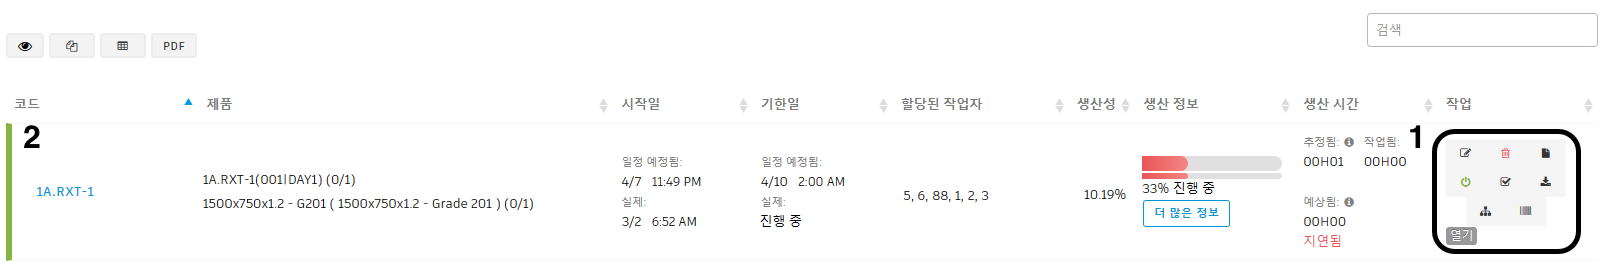 검색
PDF
코드 제품 시작일 기한일 할당된 작업자 생산성 생산 정보 생산 시간 작업
2
1A.RXT-1
1A.RXT-1(001|DAY1) (0/1)
1500x750x1.2 - G201 ( 1500x750x1.2 - Grade 201 ) (0/1)
일정 예정됨:
4/7 11:49 PM
실제:
3/2 6:52 AM
일정 예정됨:
4/10 2:00 AM
실제:
진행 중
5, 6, 88, 1, 2, 3
10.19%
33% 진행 중
더 많은 정보
추정됨: 작업됨:
00H01 00H00
예상됨:
00H00
지연됨
1
열기